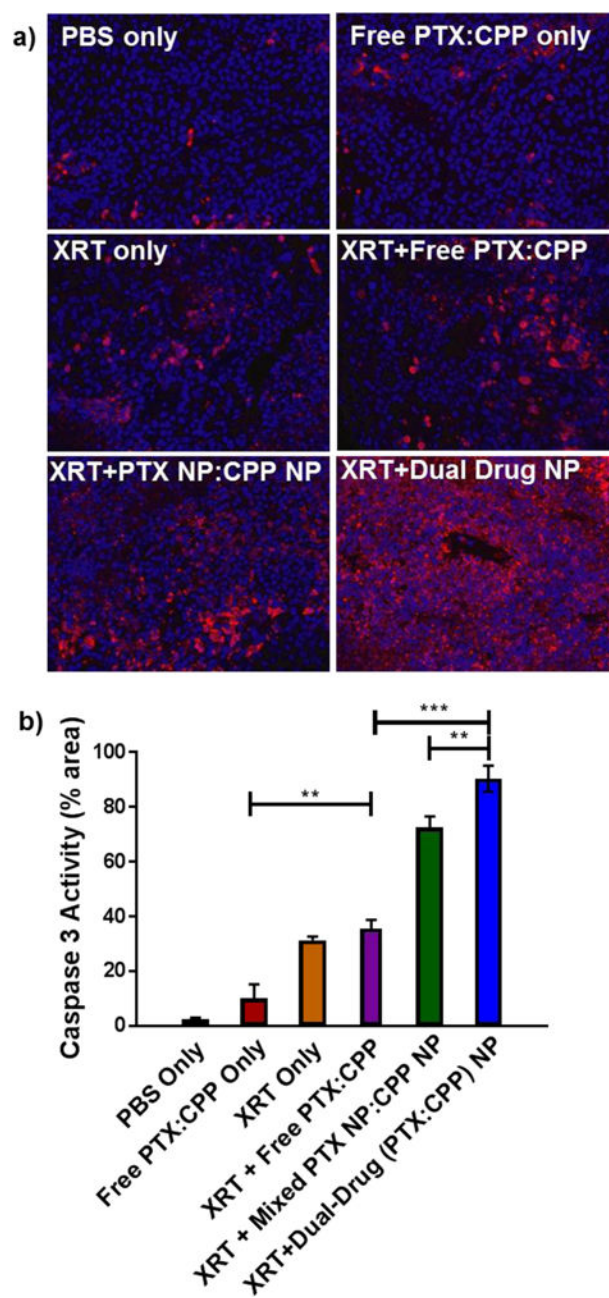 a)
PBS only
Free PTX:CPP only
XRT only
XRT+Free PTX:CPP
XRT+PTX NP:CPP NP
XRT+Dual Drug NP
b)
***
**
**
Caspase 3 Activity (% area)
100
80
60
40
20
0
PBS Only
Free PTX:CPP Only
XRT Only
XRT + Free PTX:CPP
XRT + Mixed PTX NP:CPP NP
XRT+Dual-Drug (PTX:CPP) NP